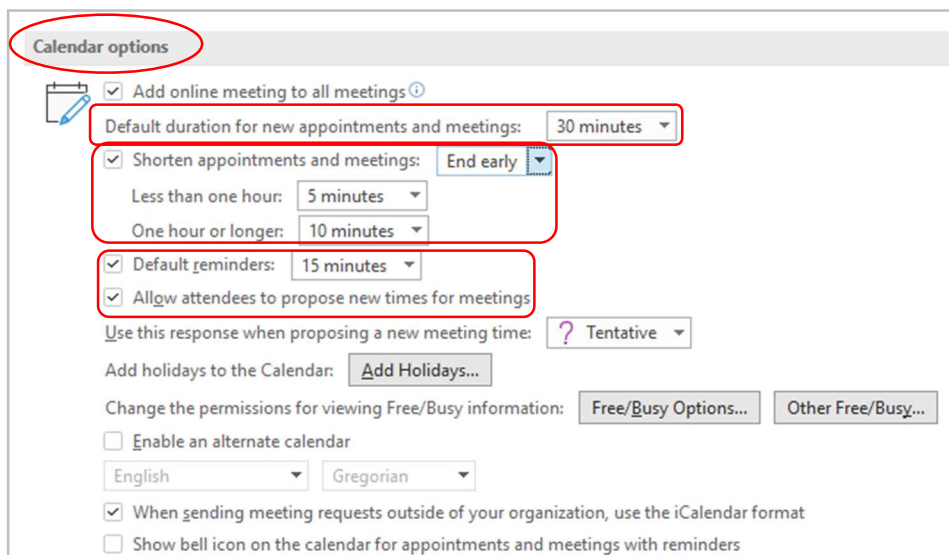 Calendar options
Add online meeting to all meetings
Default duration for new appointments and meetings: 30 minutes
Shorten appointments and meetings: End early
Less than one hour: 5 minutes
One hour or longer: 10 minutes
Default reminders: 15 minutes
Allow attendees to propose new times for meetings
Use this response when proposing a new meeting time: ? Tentative
Add holidays to the Calendar: Add Holidays...
Change the permissions for viewing Free/Busy information: Free/Busy Options... Other Free/Busy...
Enable an alternate calendar
English Gregorian
When sending meeting requests outside of your organization, use the iCalendar format
Show bell icon on the calendar for appointments and meetings with reminders